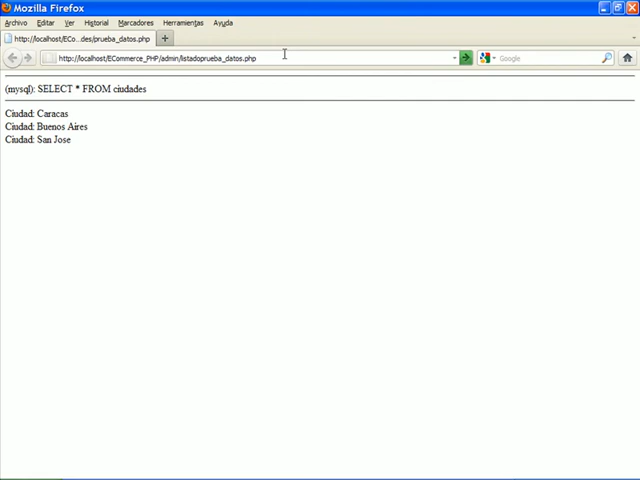 Mozilla Firefox
Archivo Editar Ver Historial Marcadores Herramientas Ayuda
http://localhost/ECo...des/prueba_datos.php
http://localhost/ECommerce_PHP/admin/listadoprueba_datos.php
Google
(mysql): SELECT * FROM ciudades
Ciudad: Caracas
Ciudad: Buenos Aires
Ciudad: San Jose